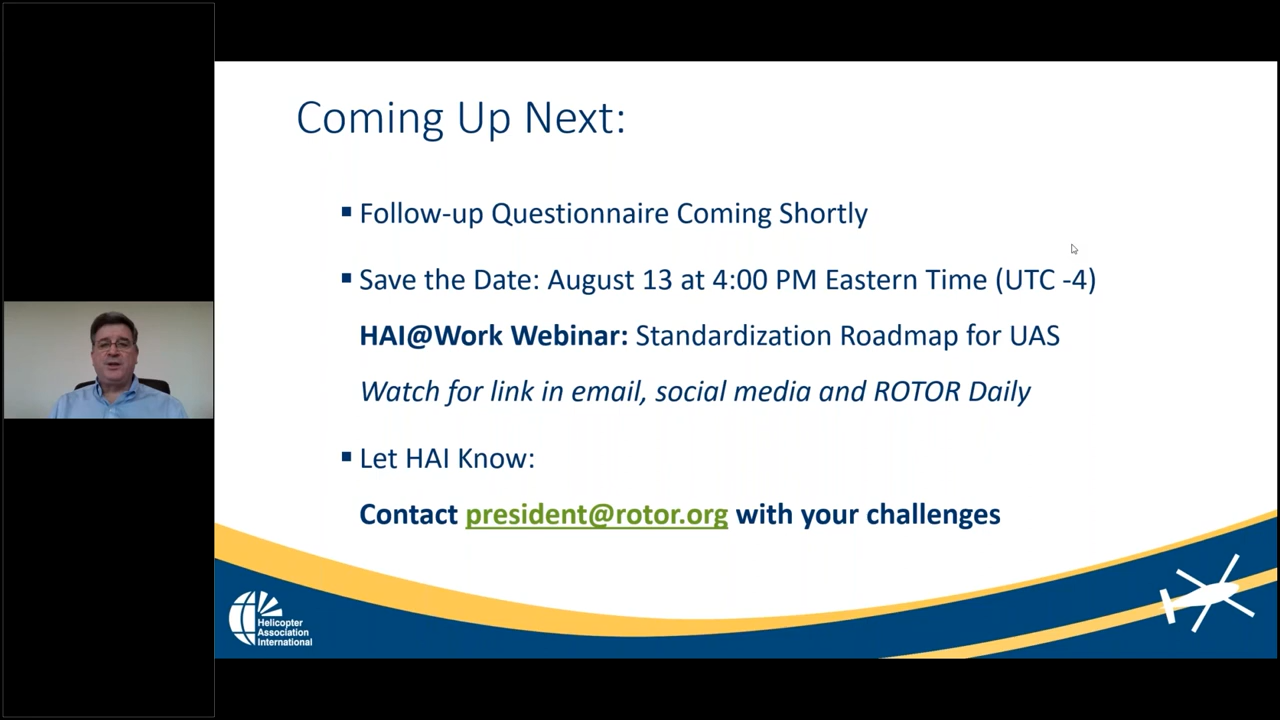 Coming Up Next:
Follow-up Questionnaire Coming Shortly
Save the Date: August 13 at 4:00 PM Eastern Time (UTC -4)
HAI@Work Webinar: Standardization Roadmap for UAS
Watch for link in email, social media and ROTOR Daily
Let HAI Know:
Contact president@rotor.org with your challenges
Helicopter
Association
International